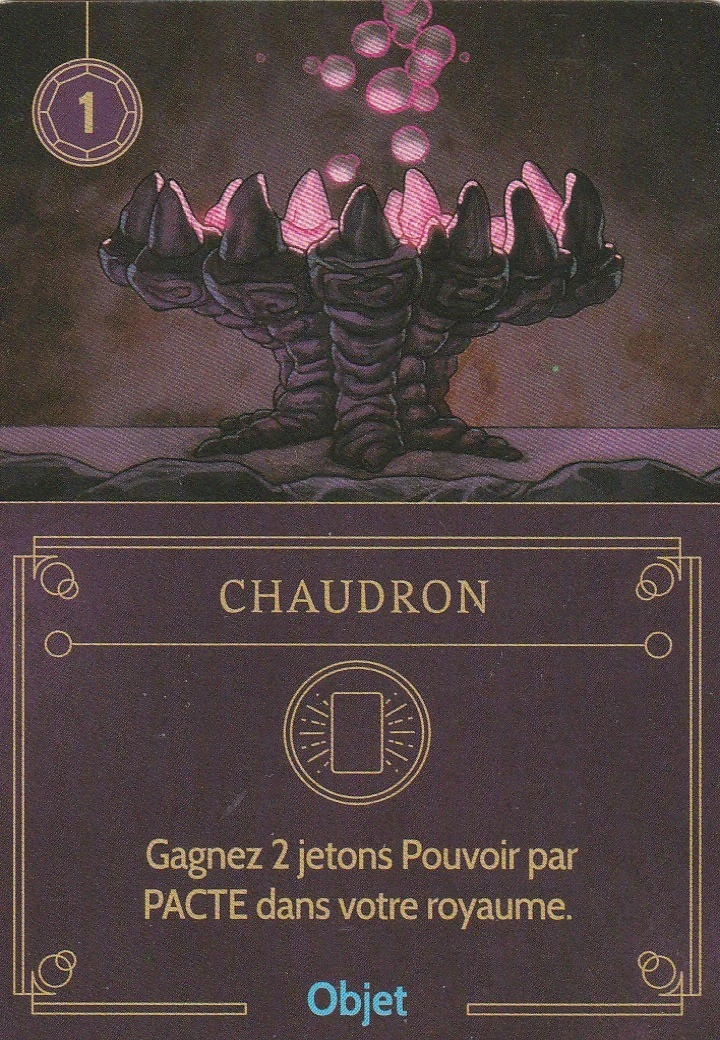 1
CHAUDRON
Gagnez 2 jetons Pouvoir par
PACTE dans votre royaume.
Objet